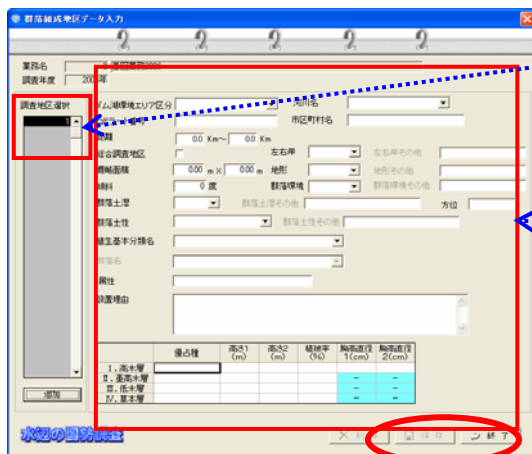 群落組成地区データ入力
業務名
調査年度 200 年
調査地区選択
1
追加
ダム湖環境エリア区分 河川名
市区町村名
距離 0.0 Km～ 0.0 Km
総合調査地区 左右岸 左右岸その他
概略面積 0.00 m× 0.00 m 地形 地形その他
傾斜 0 度 群落環境 群落環境その他
群落土湿 群落土湿その他 方位
群落土性 群落土性その他
植生基本分類名
群落名
属性
設置理由
優占種 高さ1(m) 高さ2(m) 植被率(%) 胸高直径1(cm) 胸高直径2(cm)
Ⅰ.高木層
Ⅱ.亜高木層 － －
Ⅲ.低木層 － －
Ⅳ.草本層 － －
水辺の国勢調査
保存 終了